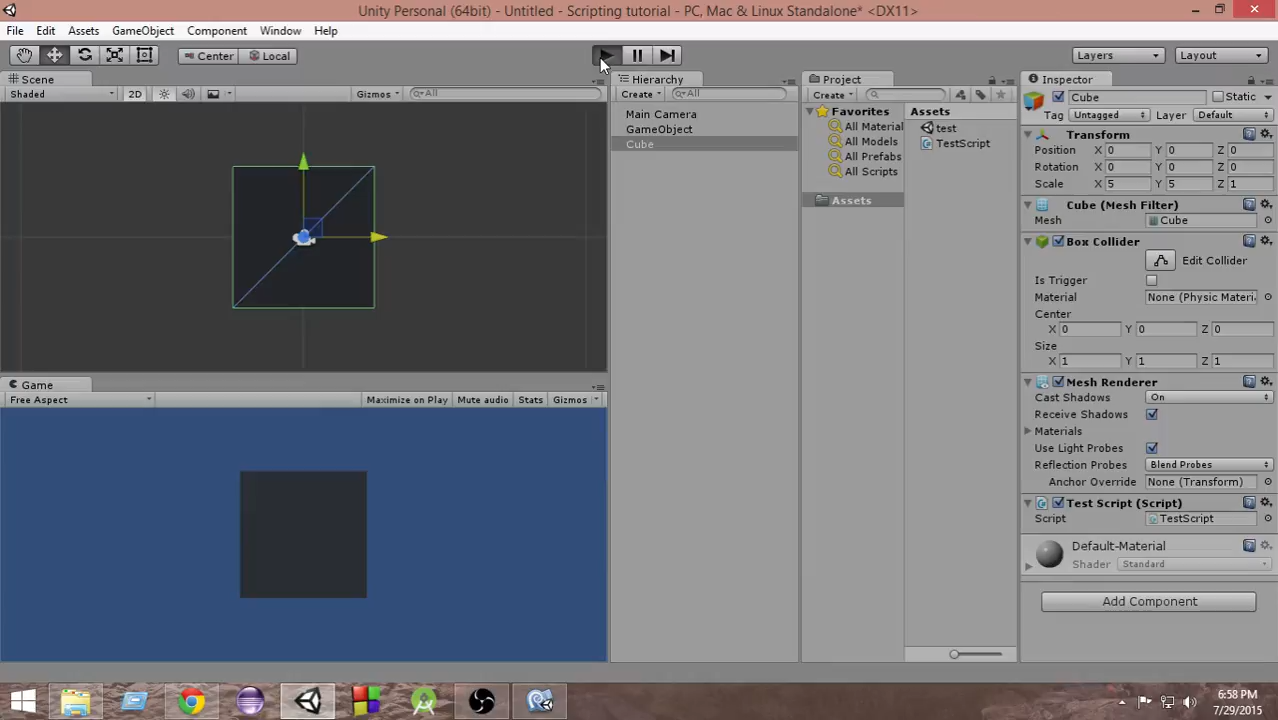 Unity Personal (64bit) - Untitled - Scripting tutorial - PC, Mac & Linux Standalone* <DX11>
File Edit Assets GameObject Component Window Help
Center Local Layers Layout
Scene
Shaded 2D Gizmos All
Hierarchy
Create All
Main Camera
GameObject
Cube
Project
Create
Favorites
All Material
All Models
All Prefabs
All Scripts
Assets
Assets
test
TestScript
Inspector
Cube Static
Tag Untagged Layer Default
Transform
Position X 0 Y 0 Z 0
Rotation X 0 Y 0 Z 0
Scale X 5 Y 5 Z 1
Cube (Mesh Filter)
Mesh Cube
Box Collider
Edit Collider
Is Trigger
Material None (Physic Materi
Center
X 0 Y 0 Z 0
Size
X 1 Y 1 Z 1
Mesh Renderer
Cast Shadows On
Receive Shadows
Materials
Use Light Probes
Reflection Probes Blend Probes
Anchor Override None (Transform)
Test Script (Script)
Script TestScript
Default-Material
Shader Standard
Add Component
Game
Free Aspect Maximize on Play Mute audio Stats Gizmos
6:58 PM
7/29/2015